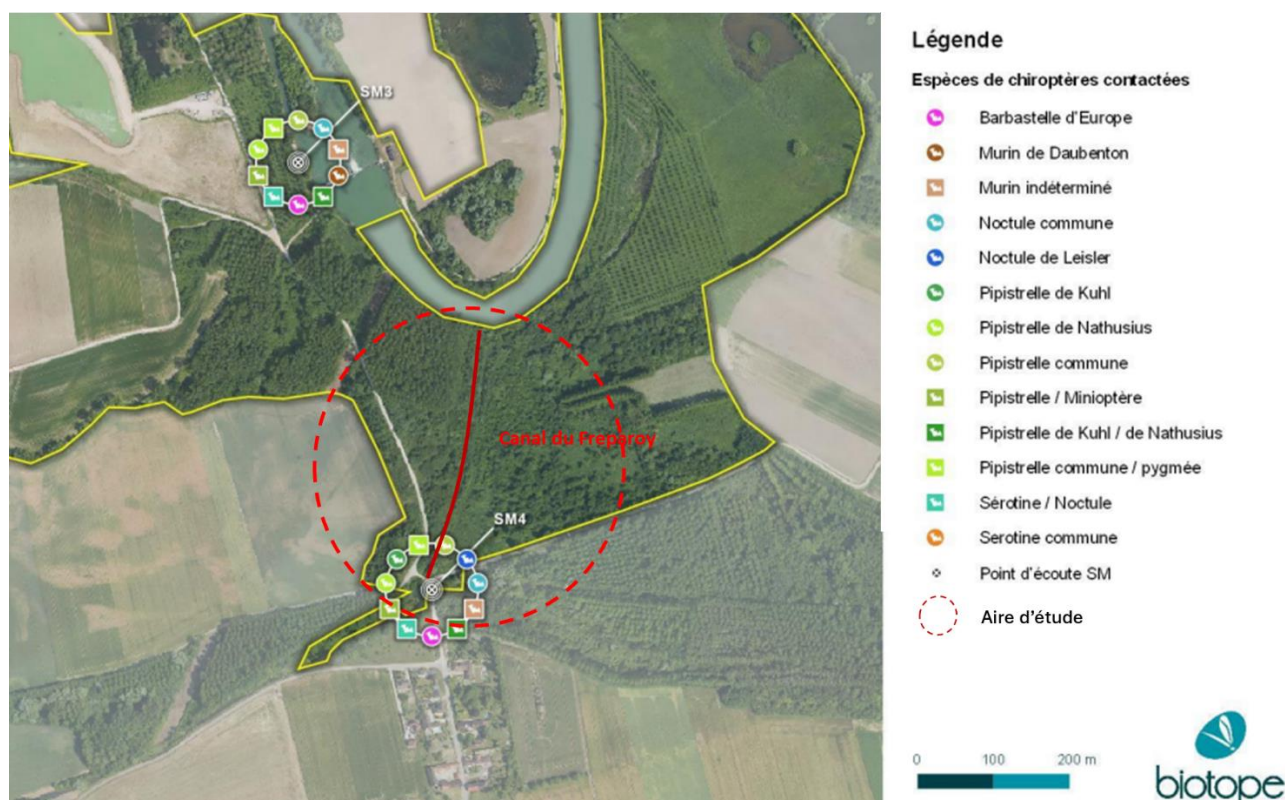 SM3
Canal du Preparoy
SM4
Légende
Espèces de chiroptères contactées
Barbastelle d'Europe
Murin de Daubenton
Murin indéterminé
Noctule commune
Noctule de Leisler
Pipistrelle de Kuhl
Pipistrelle de Nathusius
Pipistrelle commune
Pipistrelle / Minioptère
Pipistrelle de Kuhl / de Nathusius
Pipistrelle commune / pygmée
Sérotine / Noctule
Serotine commune
Point d'écoute SM
Aire d'étude
0 100 200 m
biotope